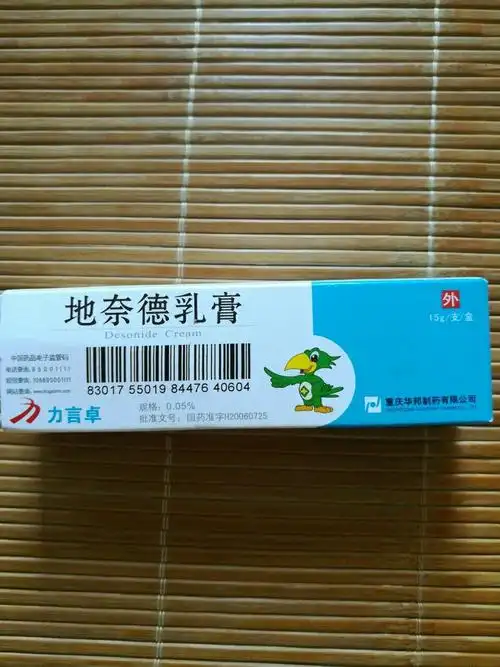 地奈德乳膏
Desonide Cream
外
15g/支/盒
中国药品电子监管码
83017 55019 84476 40604
力言卓
规格：0.05%
批准文号：国药准字H20060725
重庆华邦制药有限公司